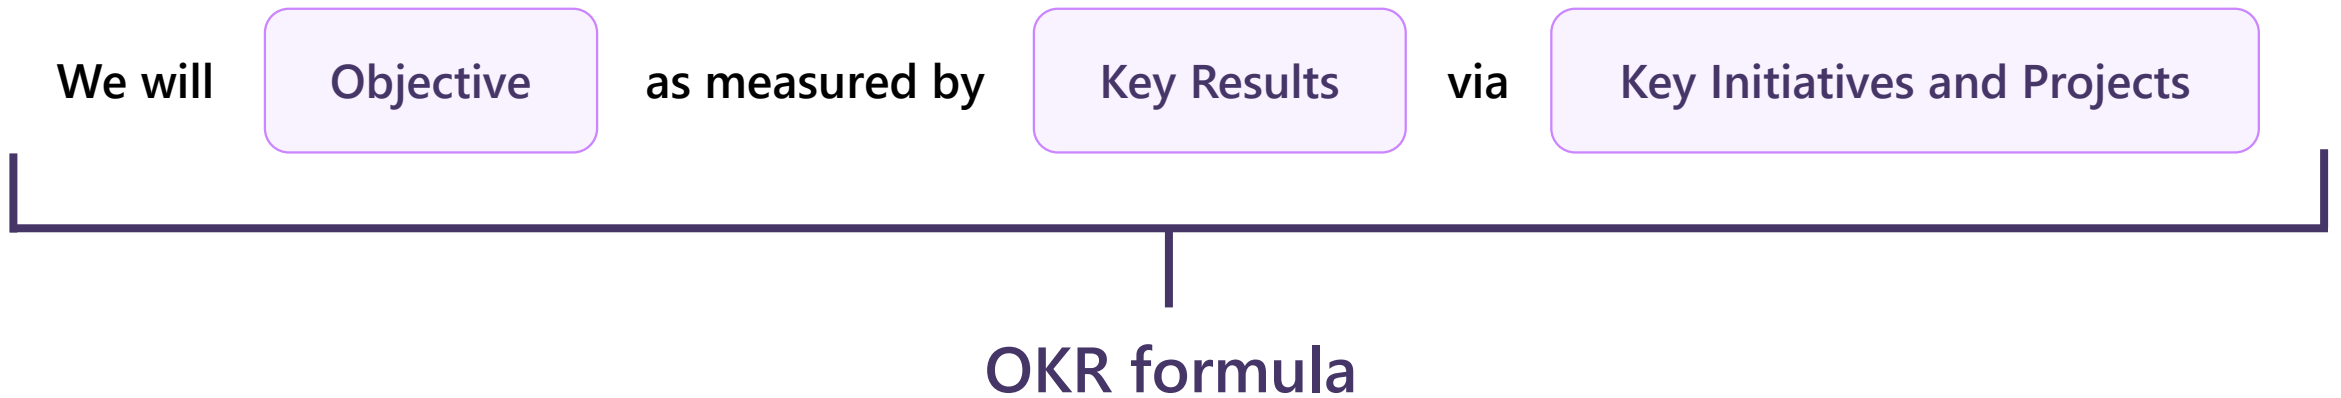 We will Objective as measured by Key Results via Key Initiatives and Projects
OKR formula